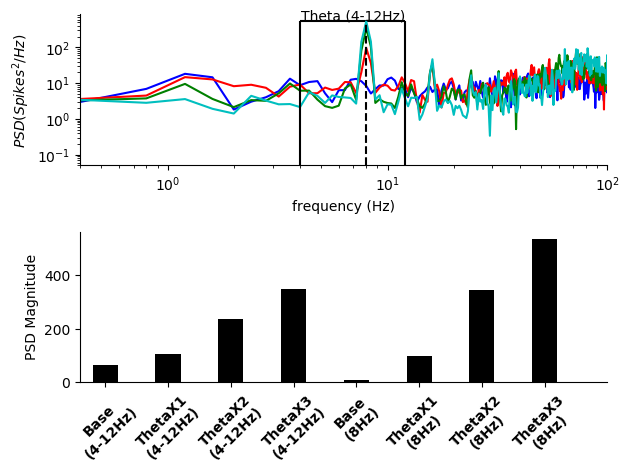 Theta (4-12Hz)
PSD(Spikes²/Hz)
10²
10¹
10⁰
10⁻¹
10⁰
10¹
10²
frequency (Hz)
PSD Magnitude
400
200
0
Base
(4-12Hz)
ThetaX1
(4-12Hz)
ThetaX2
(4-12Hz)
ThetaX3
(4-12Hz)
Base
(8Hz)
ThetaX1
(8Hz)
ThetaX2
(8Hz)
ThetaX3
(8Hz)